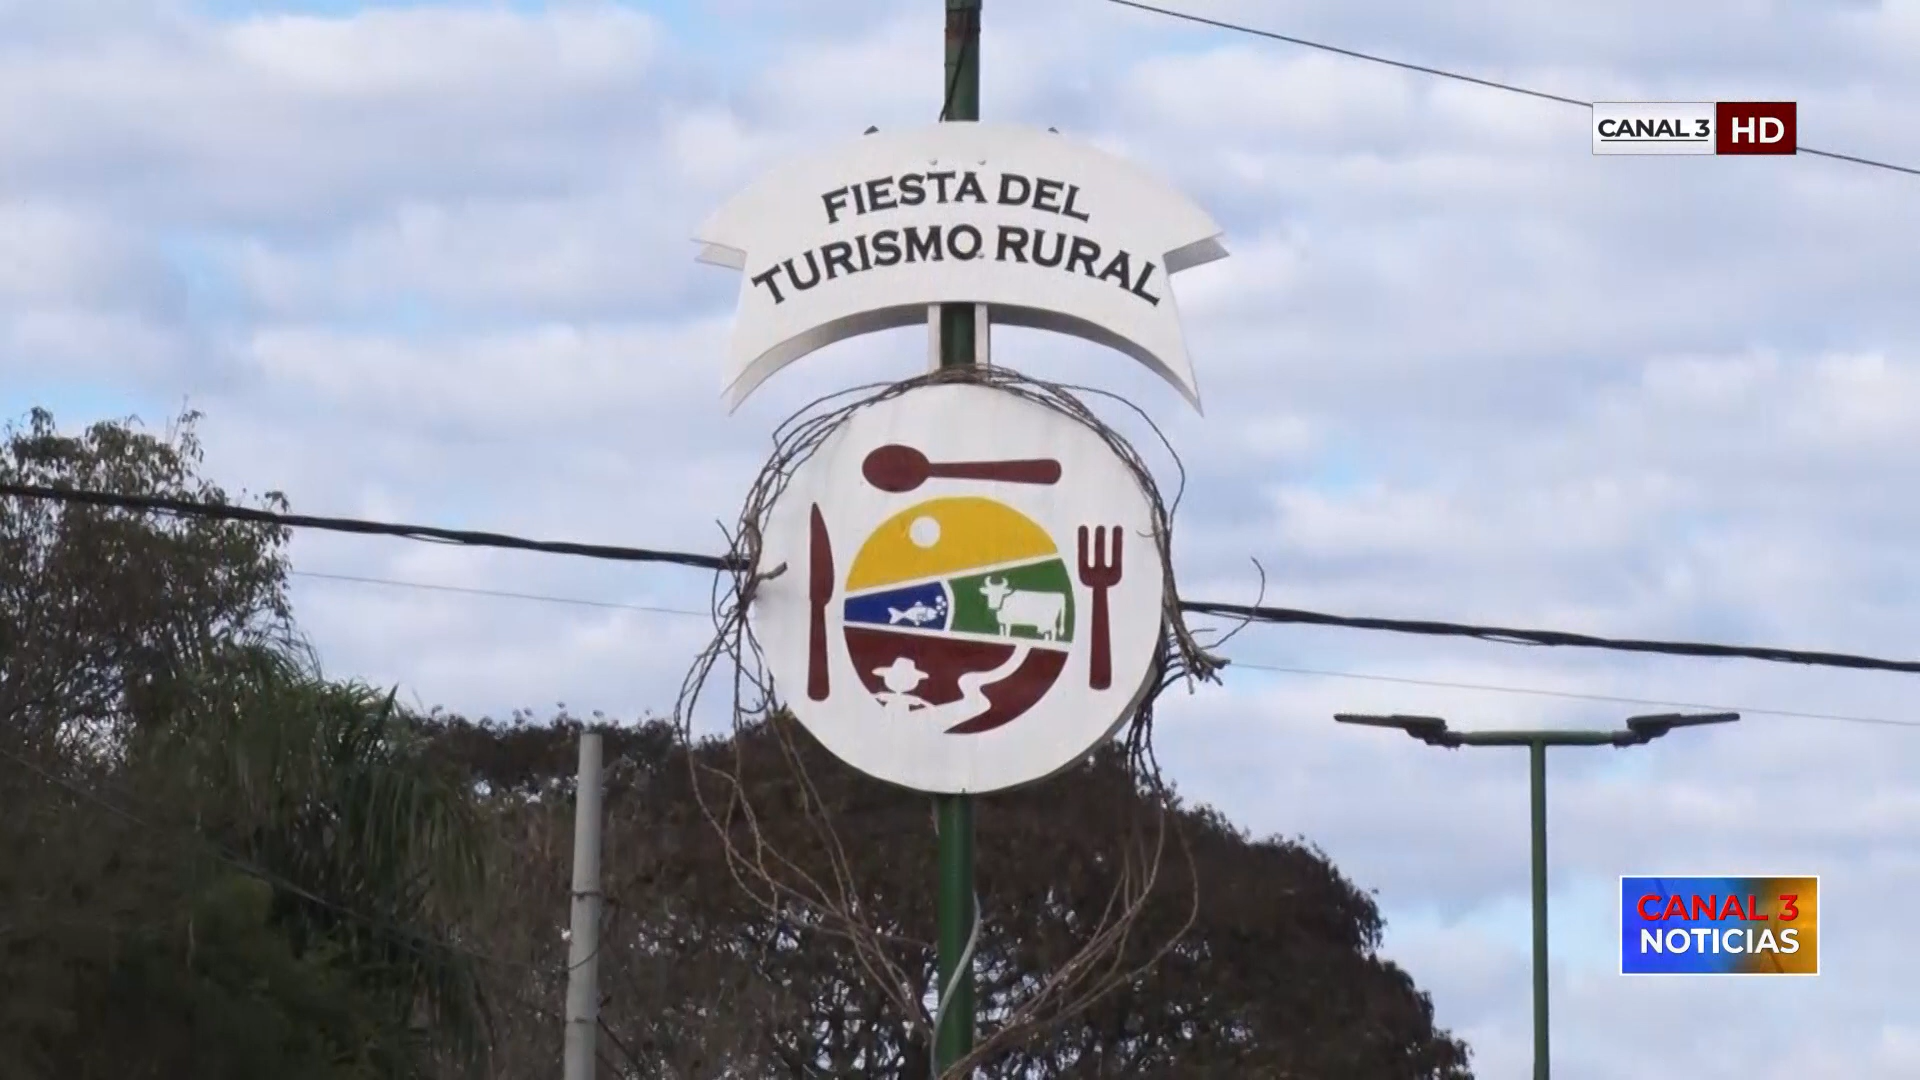 CANAL 3 HD
FIESTA DEL
TURISMO RURAL
CANAL 3
NOTICIAS